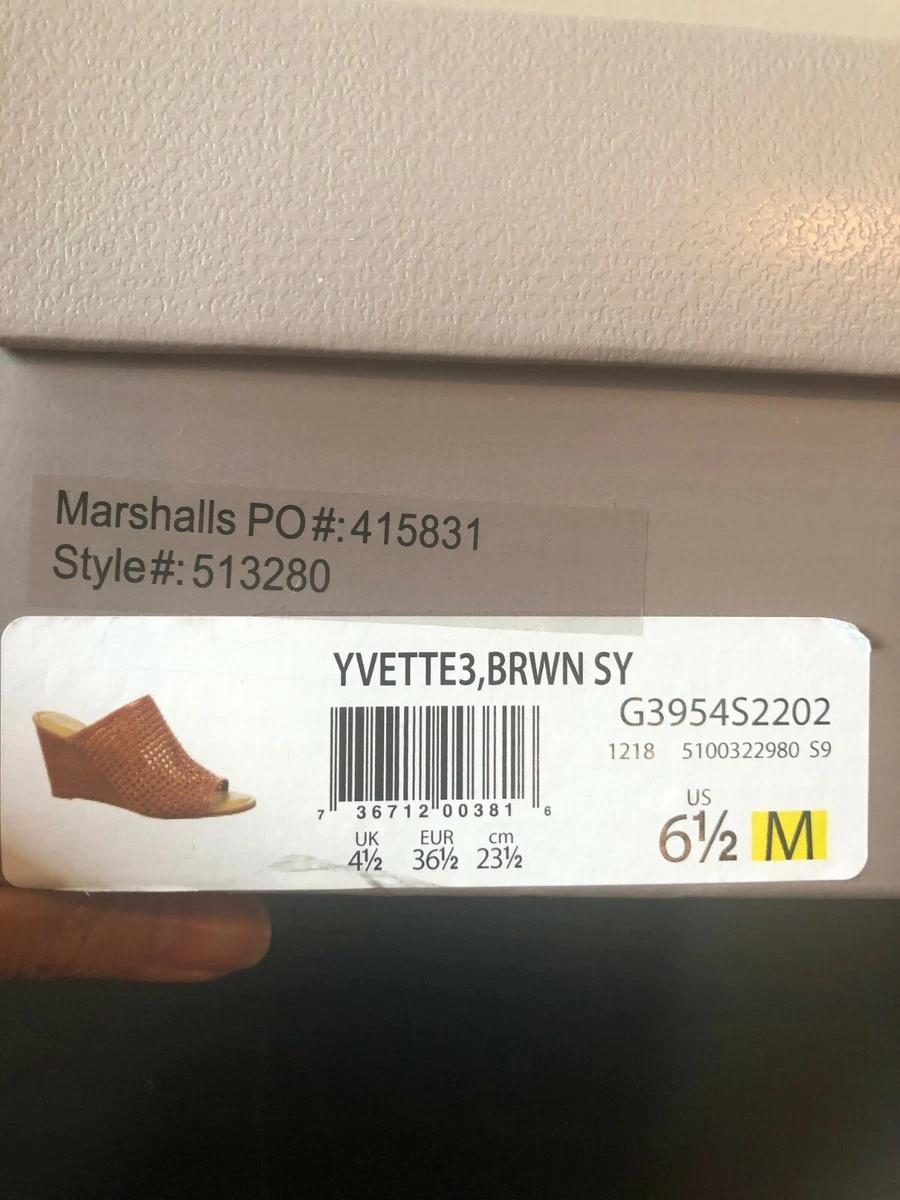 Marshalls PO#:415831
Style#:513280
YVETTE3,BRWN SY
G3954S2202
1218 5100322980 S9
7 36712 00381 6
UK EUR cm
4½ 36½ 23½
US
6½ M